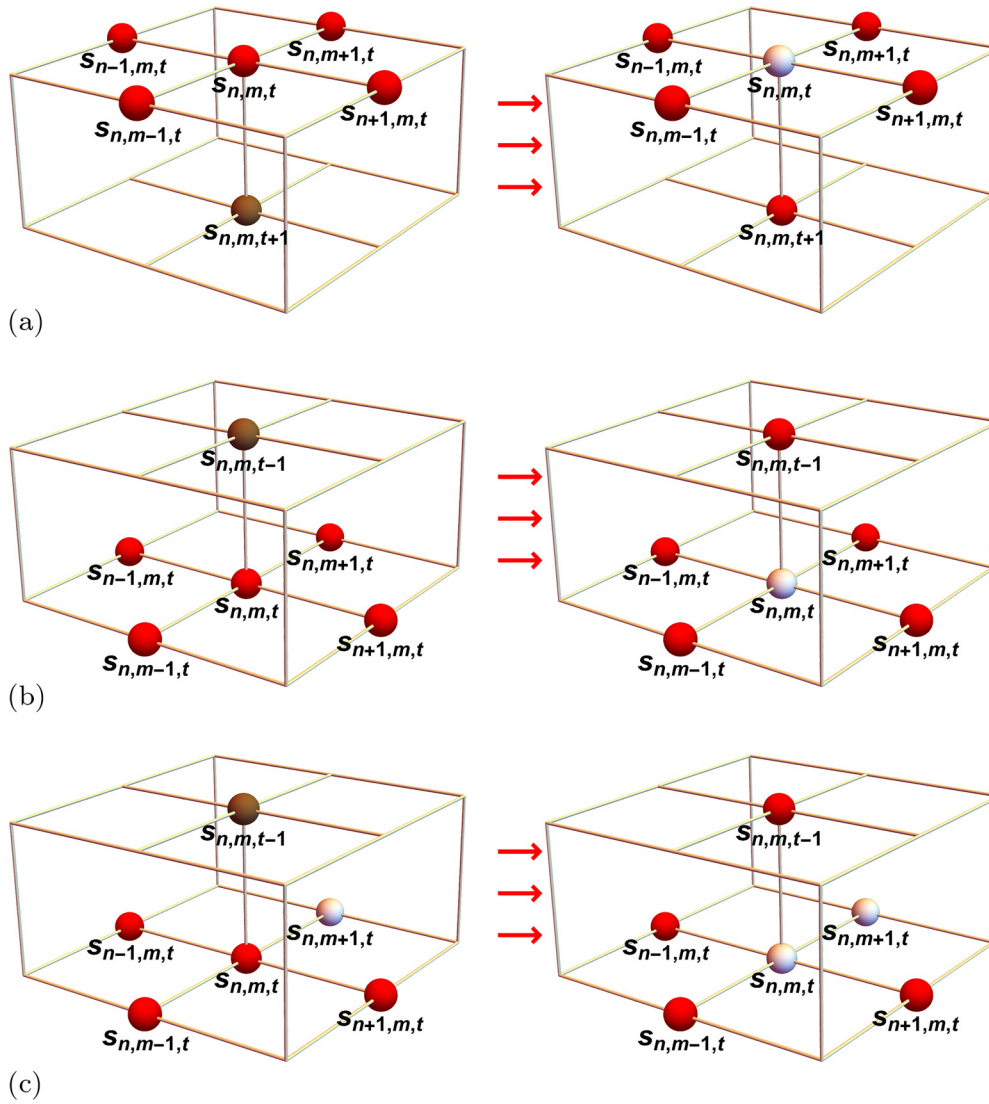 s_{n-1,m,t} s_{n,m+1,t} s_{n-1,m,t} s_{n,m+1,t}
s_{n,m,t} s_{n,m,t}
s_{n,m−1,t} s_{n+1,m,t} s_{n,m−1,t} s_{n+1,m,t}
s_{n,m,t+1} s_{n,m,t+1}
(a)
s_{n,m,t−1} s_{n,m,t−1}
s_{n−1,m,t} s_{n,m+1,t} s_{n−1,m,t} s_{n,m+1,t}
s_{n,m,t} s_{n,m,t}
s_{n,m−1,t} s_{n+1,m,t} s_{n,m−1,t} s_{n+1,m,t}
(b)
s_{n,m,t−1} s_{n,m,t−1}
s_{n−1,m,t} s_{n,m+1,t} s_{n−1,m,t} s_{n,m+1,t}
s_{n,m,t} s_{n,m,t}
s_{n,m−1,t} s_{n+1,m,t} s_{n,m−1,t} s_{n+1,m,t}
(c)